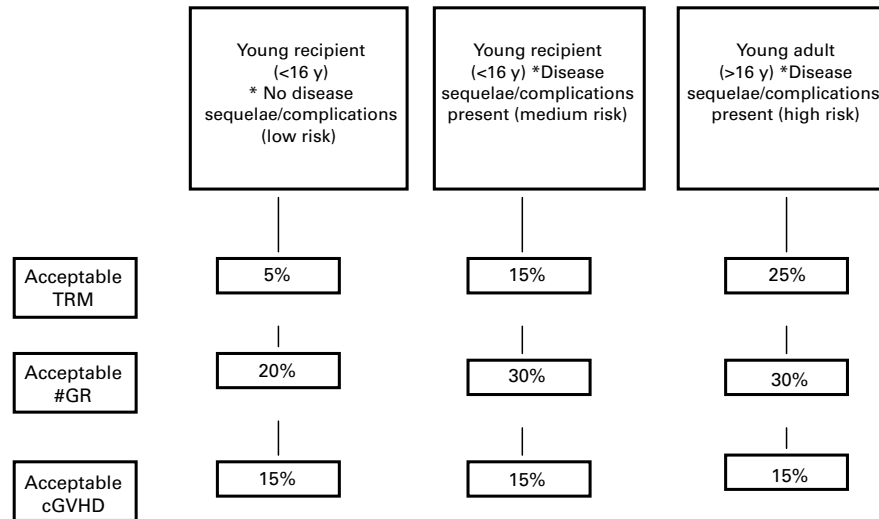 Young recipient
(<16 y)
* No disease
sequelae/complications
(low risk)
Young recipient
(<16 y) *Disease
sequelae/complications
present (medium risk)
Young adult
(>16 y) *Disease
sequelae/complications
present (high risk)
Acceptable
TRM
5%
15%
25%
Acceptable
#GR
20%
30%
30%
Acceptable
cGVHD
15%
15%
15%